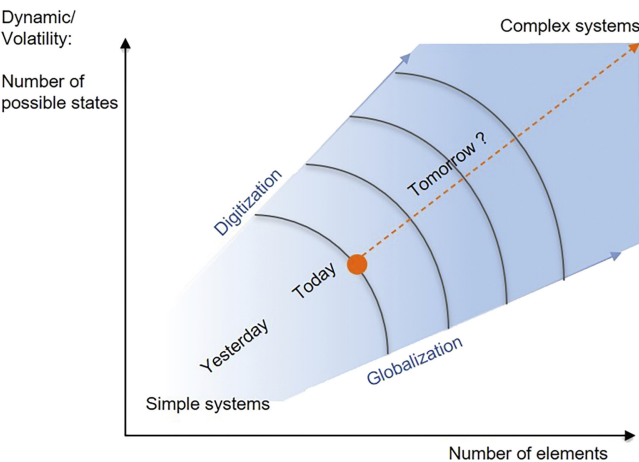 Dynamic/
Volatility:
Number of
possible states
Complex systems
Tomorrow ?
Digitization
Today
Yesterday
Globalization
Simple systems
Number of elements